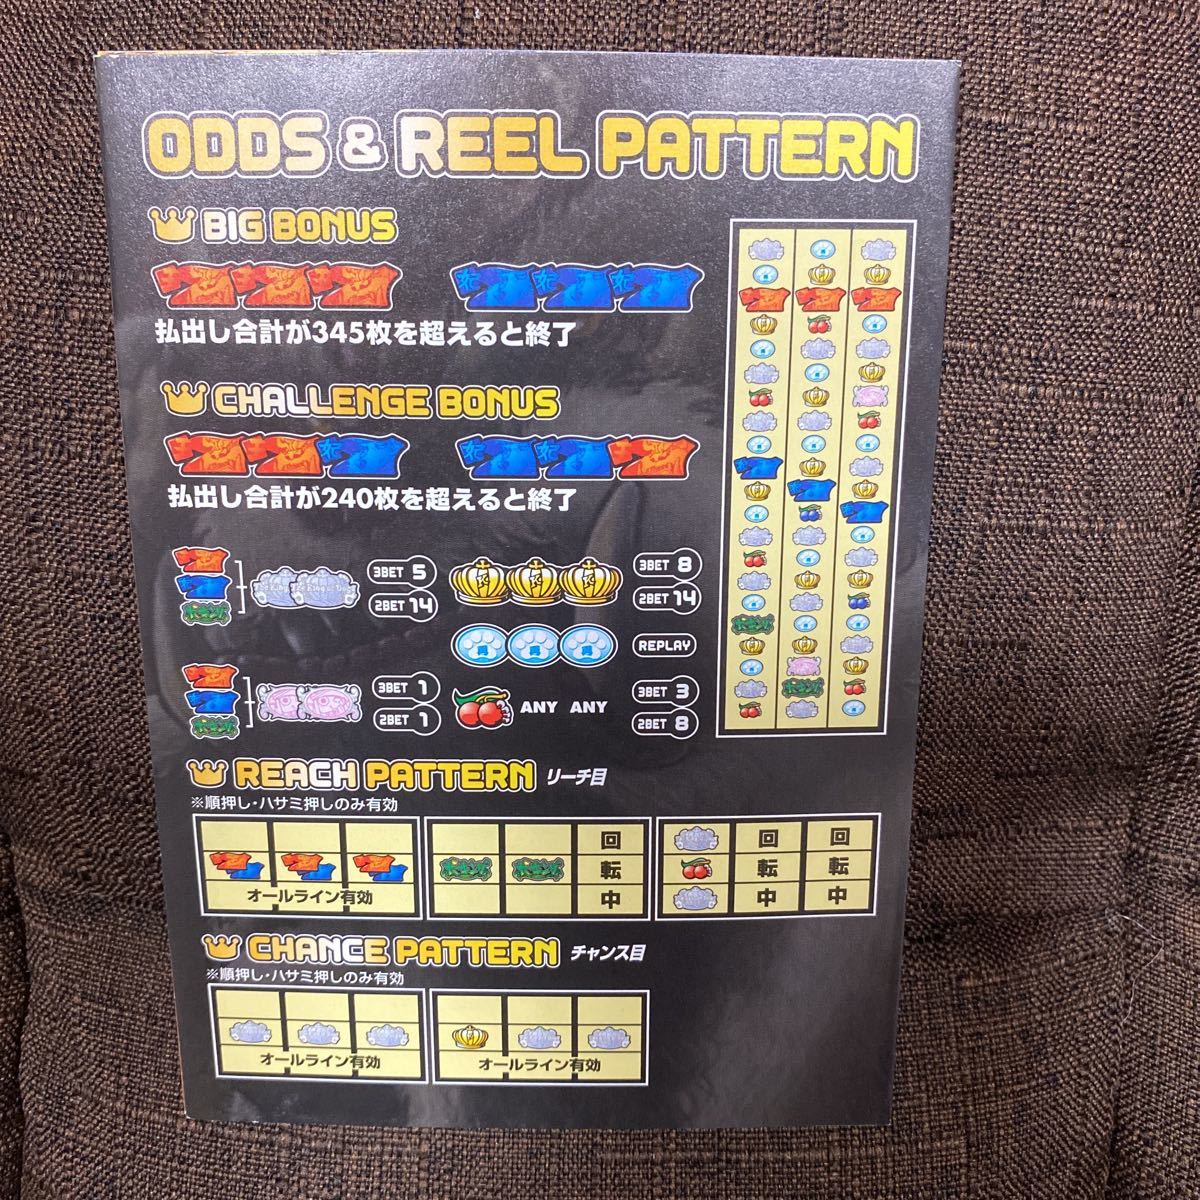 ODDS & REEL PATTERN
BIG BONUS
払出し合計が345枚を超えると終了
CHALLENGE BONUS
払出し合計が240枚を超えると終了
3BET 5
2BET 14
3BET 8
2BET 14
REPLAY
3BET 1
2BET 1
ANY ANY
3BET 3
2BET 8
REACH PATTERN リーチ目
※順押し・ハサミ押しのみ有効
オールライン有効
回転中
回転中
回転中
CHANCE PATTERN チャンス目
※順押し・ハサミ押しのみ有効
オールライン有効
オールライン有効